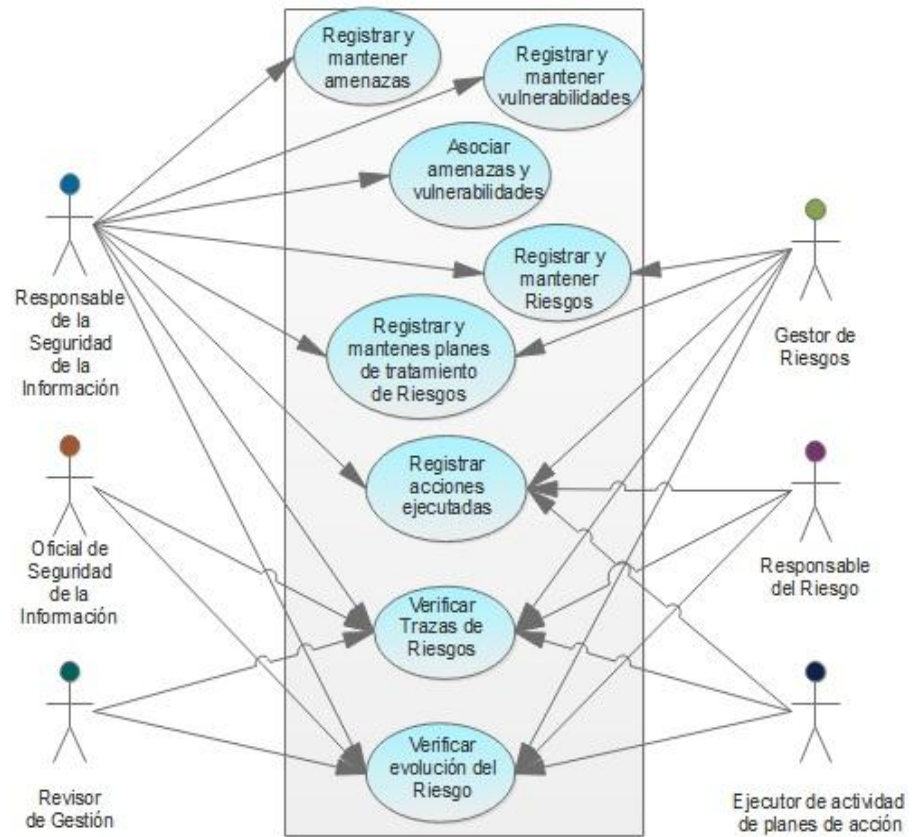 Registrar y
mantener
amenazas
Registrar y
mantener
vulnerabilidades
Asociar
amenazas y
vulnerabilidades
Registrar y
mantener
Riesgos
Registrar y
mantenes planes
de tratamiento
de Riesgos
Registrar
acciones
ejecutadas
Verificar
Trazas de
Riesgos
Verificar
evolución del
Riesgo
Responsable
de la
Seguridad
de la
Información
Oficial de
Seguridad
de la
Información
Revisor
de Gestión
Gestor de
Riesgos
Responsable
del Riesgo
Ejecutor de actividad
de planes de acción